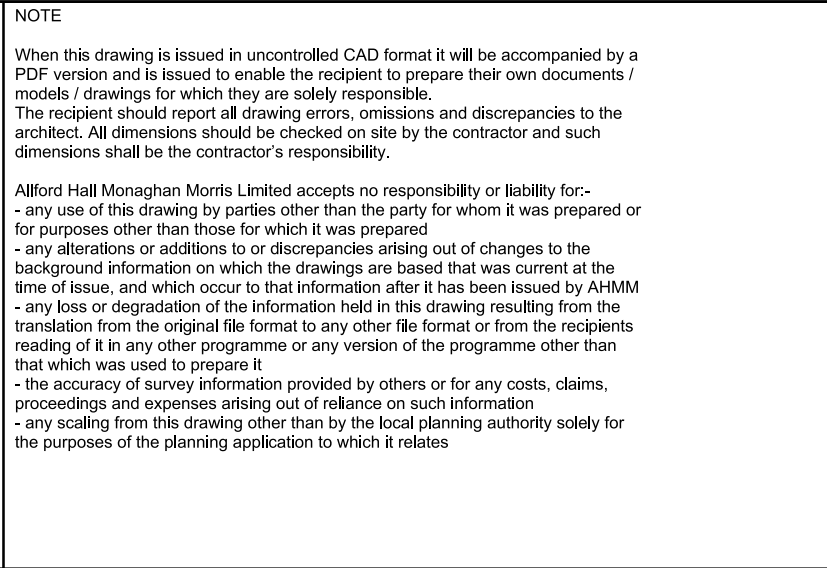 NOTE
When this drawing is issued in uncontrolled CAD format it will be accompanied by a
PDF version and is issued to enable the recipient to prepare their own documents /
models / drawings for which they are solely responsible.
The recipient should report all drawing errors, omissions and discrepancies to the
architect. All dimensions should be checked on site by the contractor and such
dimensions shall be the contractor's responsibility.
Allford Hall Monaghan Morris Limited accepts no responsibility or liability for:-
- any use of this drawing by parties other than the party for whom it was prepared or
for purposes other than those for which it was prepared
- any alterations or additions to or discrepancies arising out of changes to the
background information on which the drawings are based that was current at the
time of issue, and which occur to that information after it has been issued by AHMM
- any loss or degradation of the information held in this drawing resulting from the
translation from the original file format to any other file format or from the recipients
reading of it in any other programme or any version of the programme other than
that which was used to prepare it
- the accuracy of survey information provided by others or for any costs, claims,
proceedings and expenses arising out of reliance on such information
- any scaling from this drawing other than by the local planning authority solely for
the purposes of the planning application to which it relates